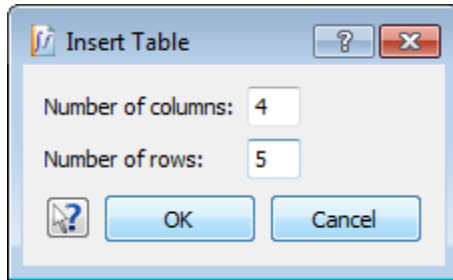 Insert Table
Number of columns: 4
Number of rows: 5
OK Cancel